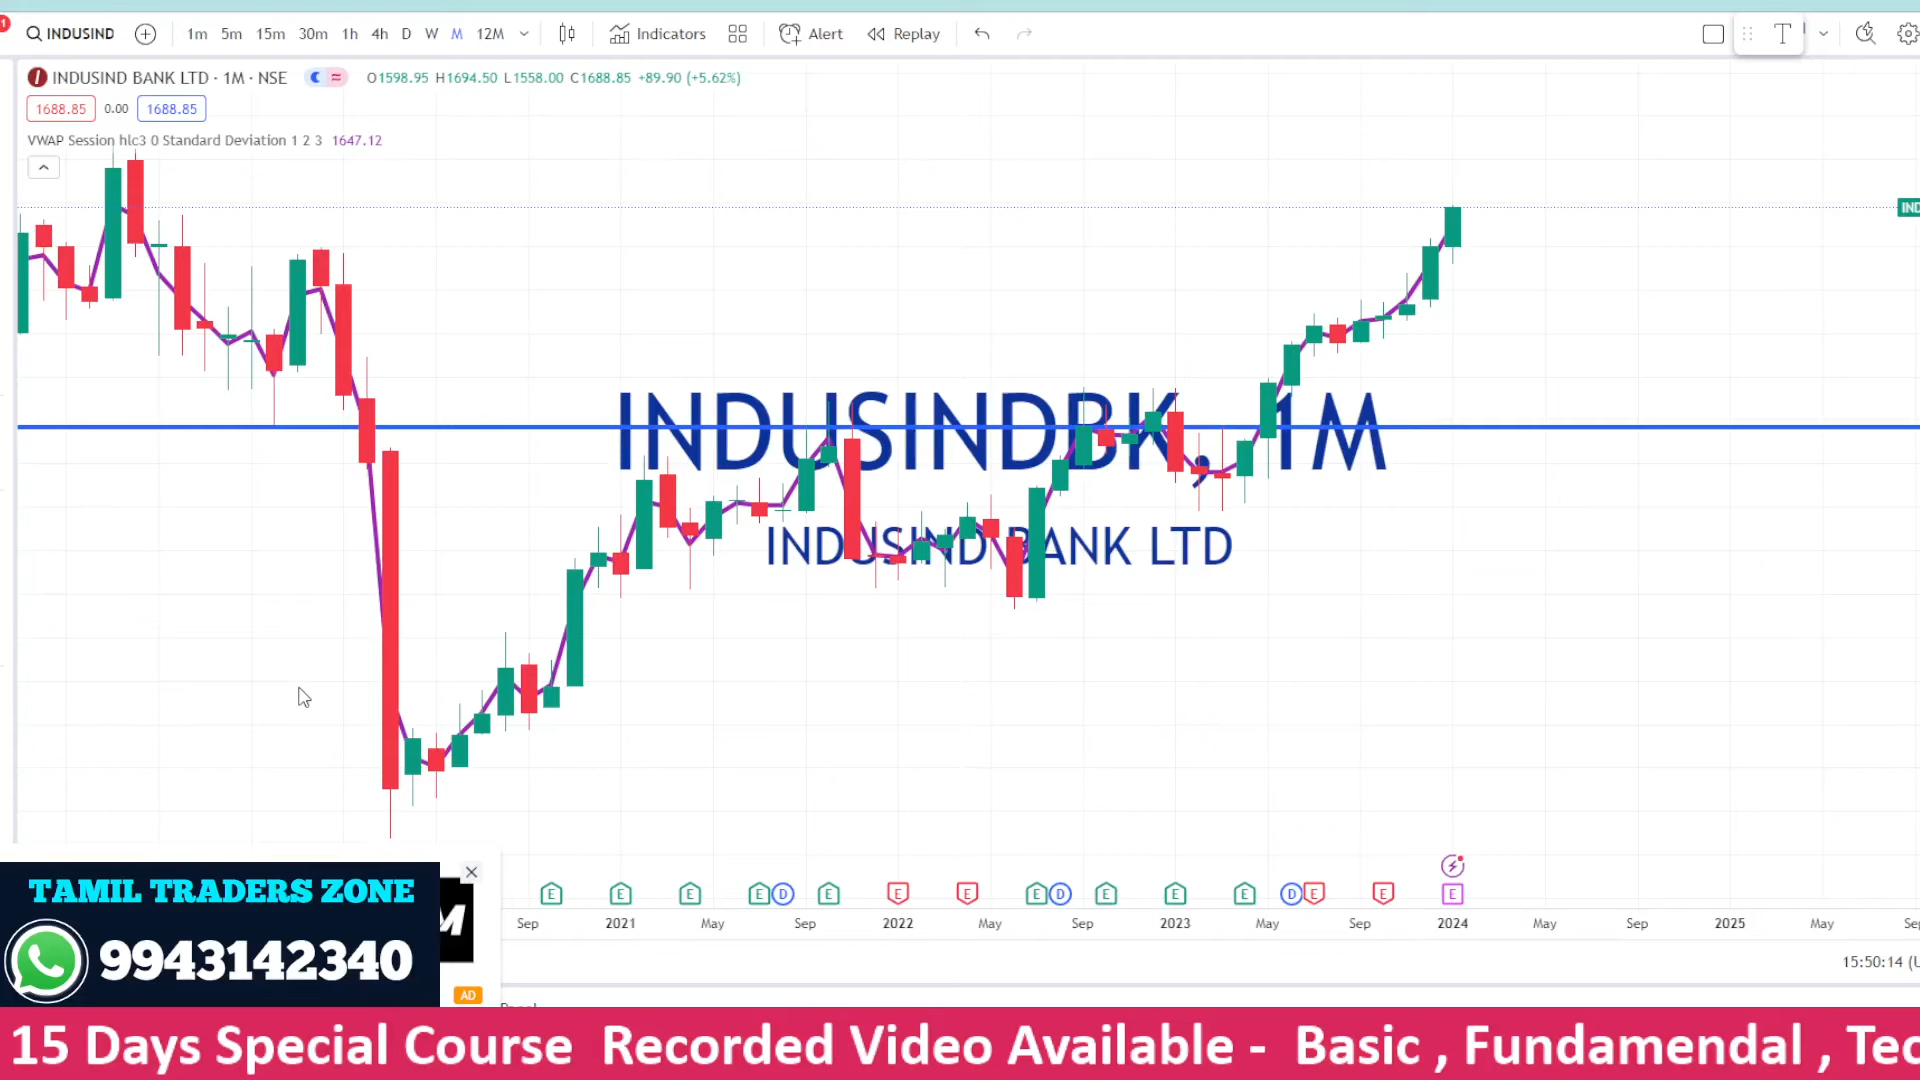 1
INDUSIND
1m 5m 15m 30m 1h 4h D W M 12M
Indicators
Alert
Replay
T
INDUSIND BANK LTD · 1M · NSE
O1598.95 H1694.50 L1558.00 C1688.85 +89.90 (+5.62%)
1688.85 0.00 1688.85
VWAP Session hlc3 0 Standard Deviation 1 2 3 1647.12
IND
INDUSINDBK, 1M
INDUSIND BANK LTD
E E E E D E E E E D E E E D E E E
Sep 2021 May Sep 2022 May Sep 2023 May Sep 2024 May Sep 2025 May Sep
15:50:14 (U
TAMIL TRADERS ZONE
9943142340
M
AD
15 Days Special Course Recorded Video Available - Basic , Fundamendal , Tec